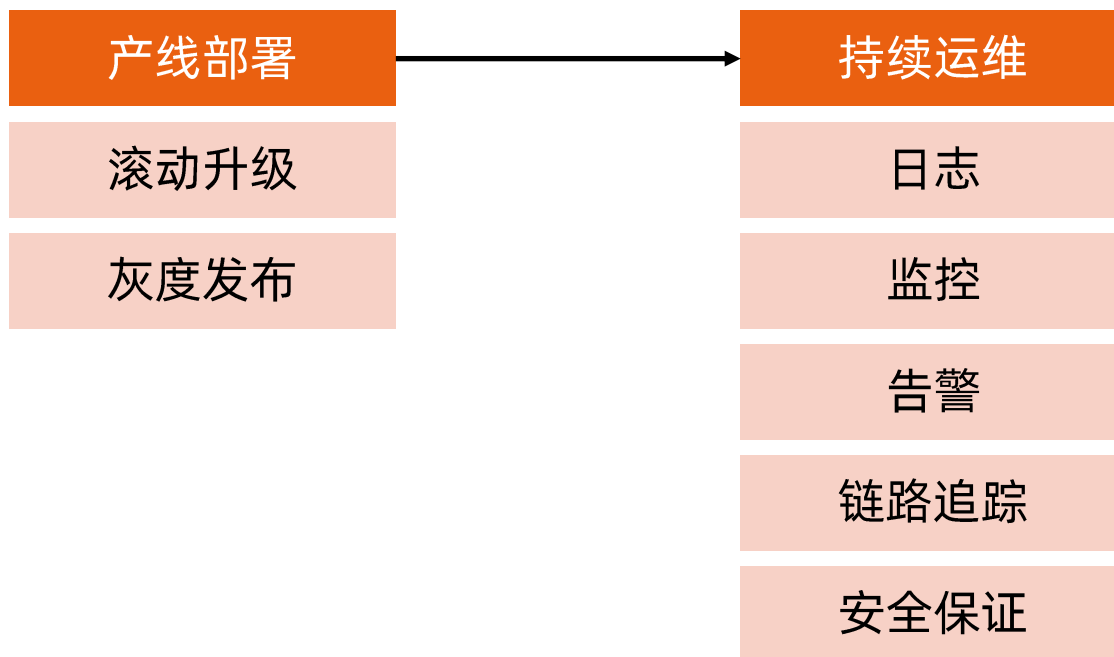 产线部署
持续运维
滚动升级
日志
灰度发布
监控
告警
链路追踪
安全保证